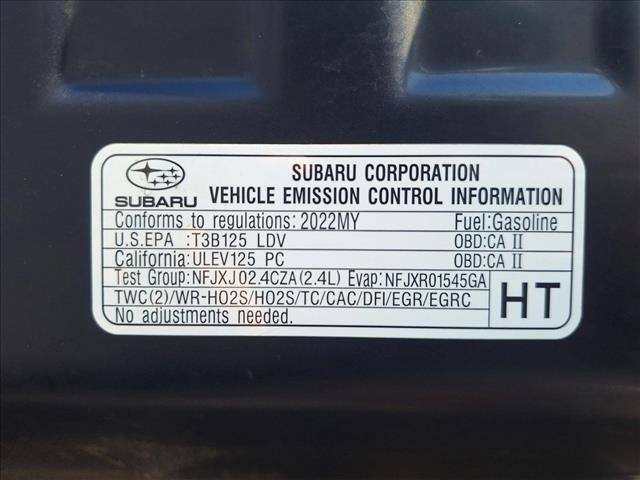 SUBARU CORPORATION
SUBARU VEHICLE EMISSION CONTROL INFORMATION
Conforms to regulations: 2022MY Fuel:Gasoline
U.S.EPA :T3B125 LDV OBD:CA II
California:ULEV125 PC OBD:CA II
Test Group:NFJXJ02.4CZA(2.4L) Evap:NFJXR01545GA
TWC(2)/WR-HO2S/HO2S/TC/CAC/DFI/EGR/EGRC HT
No adjustments needed.